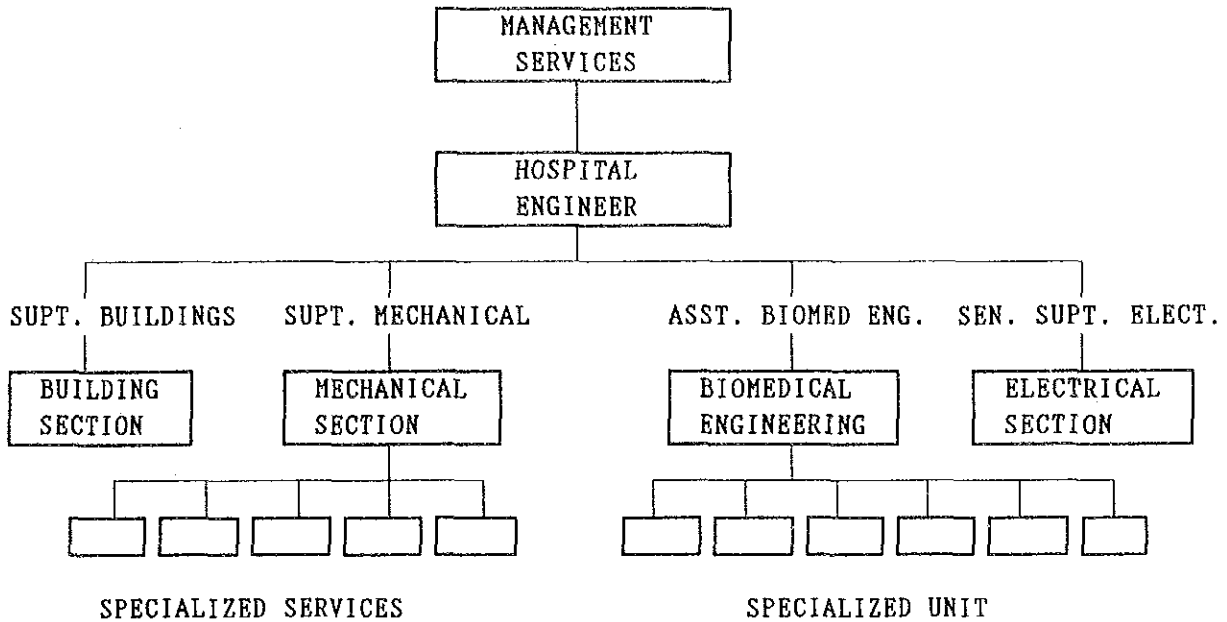 MANAGEMENT
SERVICES
HOSPITAL
ENGINEER
SUPT. BUILDINGS SUPT. MECHANICAL ASST. BIOMED ENG. SEN. SUPT. ELECT.
BUILDING MECHANICAL BIOMEDICAL ELECTRICAL
SECTION SECTION ENGINEERING SECTION
SPECIALIZED SERVICES SPECIALIZED UNIT